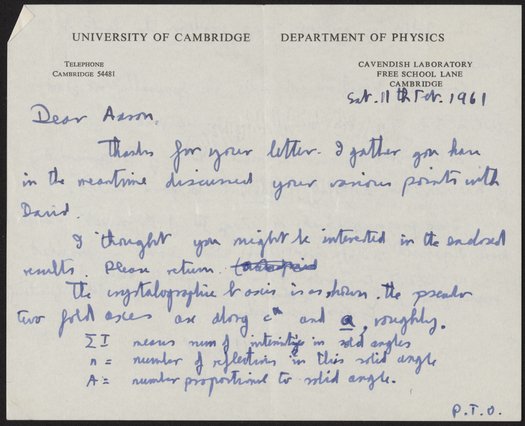 UNIVERSITY OF CAMBRIDGE DEPARTMENT OF PHYSICS
TELEPHONE
CAMBRIDGE 54481
CAVENDISH LABORATORY
FREE SCHOOL LANE
CAMBRIDGE
Sat. 11th Feb. 1961
Dear Aaron,
Thanks for your letter. I gather you have
in the meantime discussed your various points with
David.
I thought you might be interested in the enclosed
results. Please return.
The crystalographic b axis is as shown. The pseudo
two fold axes are along c* and a, roughly.
Σ I means sum of intensities in solid angles
n = number of reflections in this solid angle
A = number proportional to solid angle.
P.T.O.